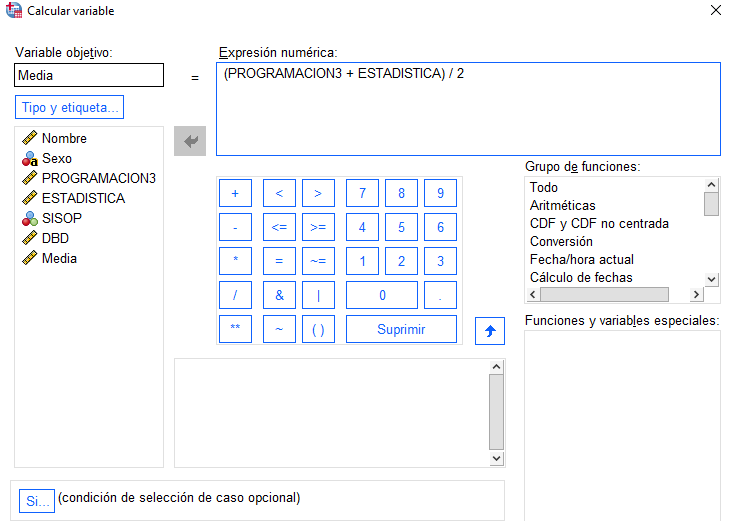 Calcular variable
Variable objetivo:
Media
=
Expresión numérica:
(PROGRAMACION3 + ESTADISTICA) / 2
Tipo y etiqueta...
Nombre
Sexo
PROGRAMACION3
ESTADISTICA
SISOP
DBD
Media
+ < > 7 8 9
- <= >= 4 5 6
* = ~= 1 2 3
/ & | 0 .
** ~ ( ) Suprimir
Grupo de funciones:
Todo
Aritméticas
CDF y CDF no centrada
Conversión
Fecha/hora actual
Cálculo de fechas
Funciones y variables especiales:
Si... (condición de selección de caso opcional)